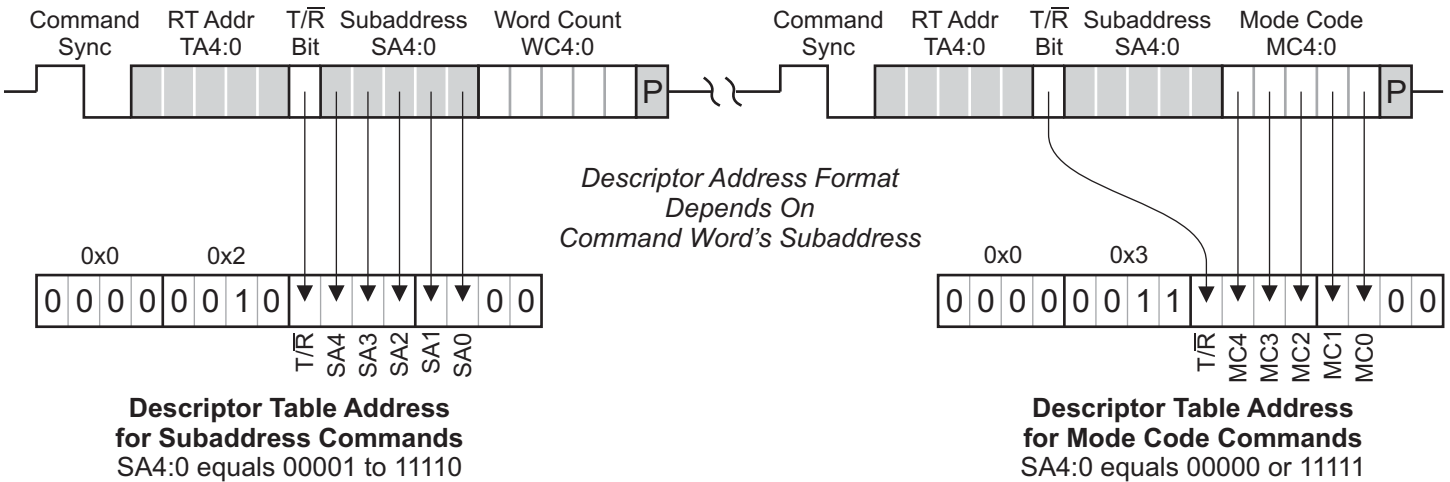 Command Sync
RT Addr TA4:0
T/R̅ Bit
Subaddress SA4:0
Word Count WC4:0
P
Command Sync
RT Addr TA4:0
T/R̅ Bit
Subaddress SA4:0
Mode Code MC4:0
P
Descriptor Address Format
Depends On
Command Word's Subaddress
0x0 0x2
0 0 0 0 0 0 1 0 0 0
T/R̅ SA4 SA3 SA2 SA1 SA0
Descriptor Table Address
for Subaddress Commands
SA4:0 equals 00001 to 11110
0x0 0x3
0 0 0 0 0 0 1 1 0 0
T/R̅ MC4 MC3 MC2 MC1 MC0
Descriptor Table Address
for Mode Code Commands
SA4:0 equals 00000 or 11111